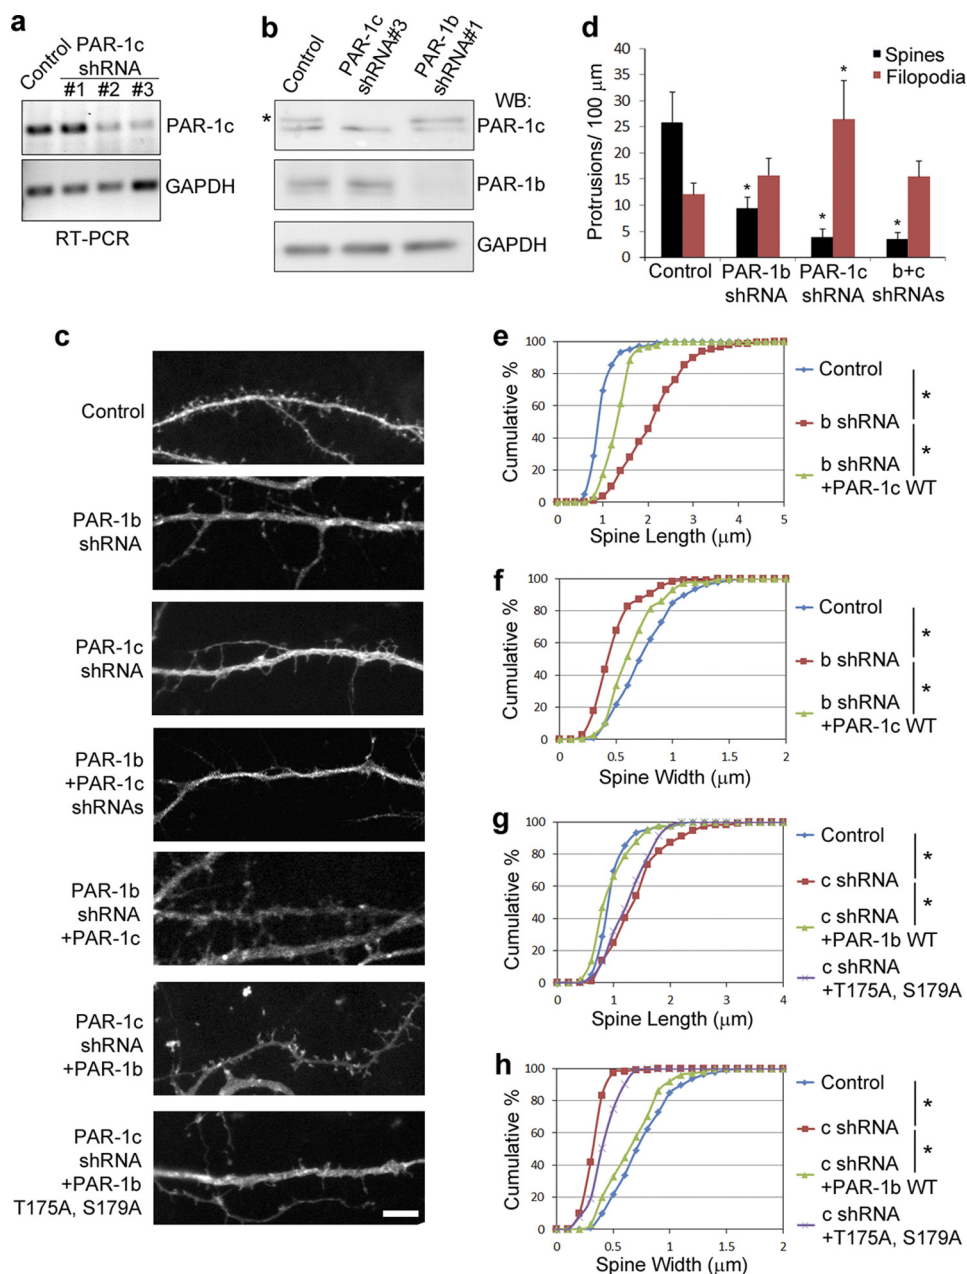 a
Control
PAR-1c
shRNA
#1 #2 #3
PAR-1c
GAPDH
RT-PCR
b
Control
PAR-1c
shRNA#3
PAR-1b
shRNA#1
WB:
*
PAR-1c
PAR-1b
GAPDH
d
Protrusions/ 100 μm
40
35
30
25
20
15
10
5
0
Spines
Filopodia
*
*
*
*
Control
PAR-1b
shRNA
PAR-1c
shRNA
b+c
shRNAs
c
Control
PAR-1b
shRNA
PAR-1c
shRNA
PAR-1b
+PAR-1c
shRNAs
PAR-1b
shRNA
+PAR-1c
PAR-1c
shRNA
+PAR-1b
PAR-1c
shRNA
+PAR-1b
T175A, S179A
e
Cumulative %
100
80
60
40
20
0
0 1 2 3 4 5
Spine Length (μm)
Control
b shRNA
b shRNA
+PAR-1c WT
*
*
f
Cumulative %
100
80
60
40
20
0
0 0.5 1 1.5 2
Spine Width (μm)
Control
b shRNA
b shRNA
+PAR-1c WT
*
*
g
Cumulative %
100
80
60
40
20
0
0 1 2 3 4
Spine Length (μm)
Control
c shRNA
c shRNA
+PAR-1b WT
c shRNA
+T175A, S179A
*
*
h
Cumulative %
100
80
60
40
20
0
0 0.5 1 1.5 2
Spine Width (μm)
Control
c shRNA
c shRNA
+PAR-1b WT
c shRNA
+T175A, S179A
*
*